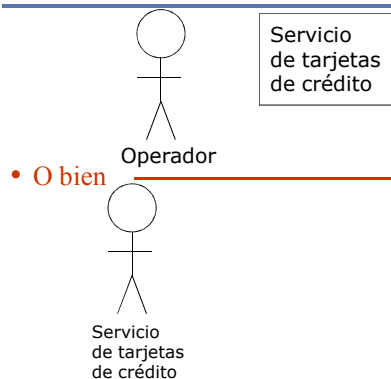 Servicio
de tarjetas
de crédito
Operador
• O bien
Servicio
de tarjetas
de crédito